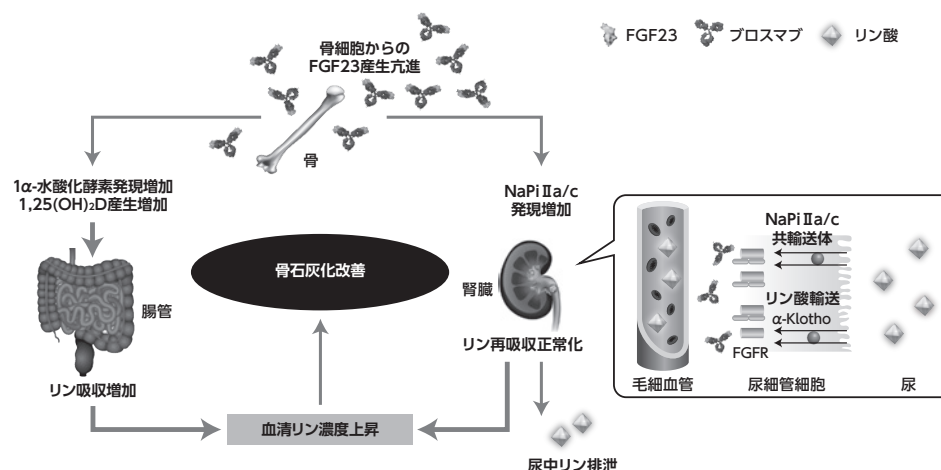 骨細胞からの
FGF23産生亢進
FGF23
ブロスマブ
リン酸
骨
1α-水酸化酵素発現増加
1,25(OH)₂D産生増加
NaPiⅡa/c
発現増加
骨石灰化改善
腸管
腎臓
リン吸収増加
リン再吸収正常化
血清リン濃度上昇
尿中リン排泄
NaPiⅡa/c
共輸送体
リン酸輸送
α-Klotho
FGFR
毛細血管
尿細管細胞
尿